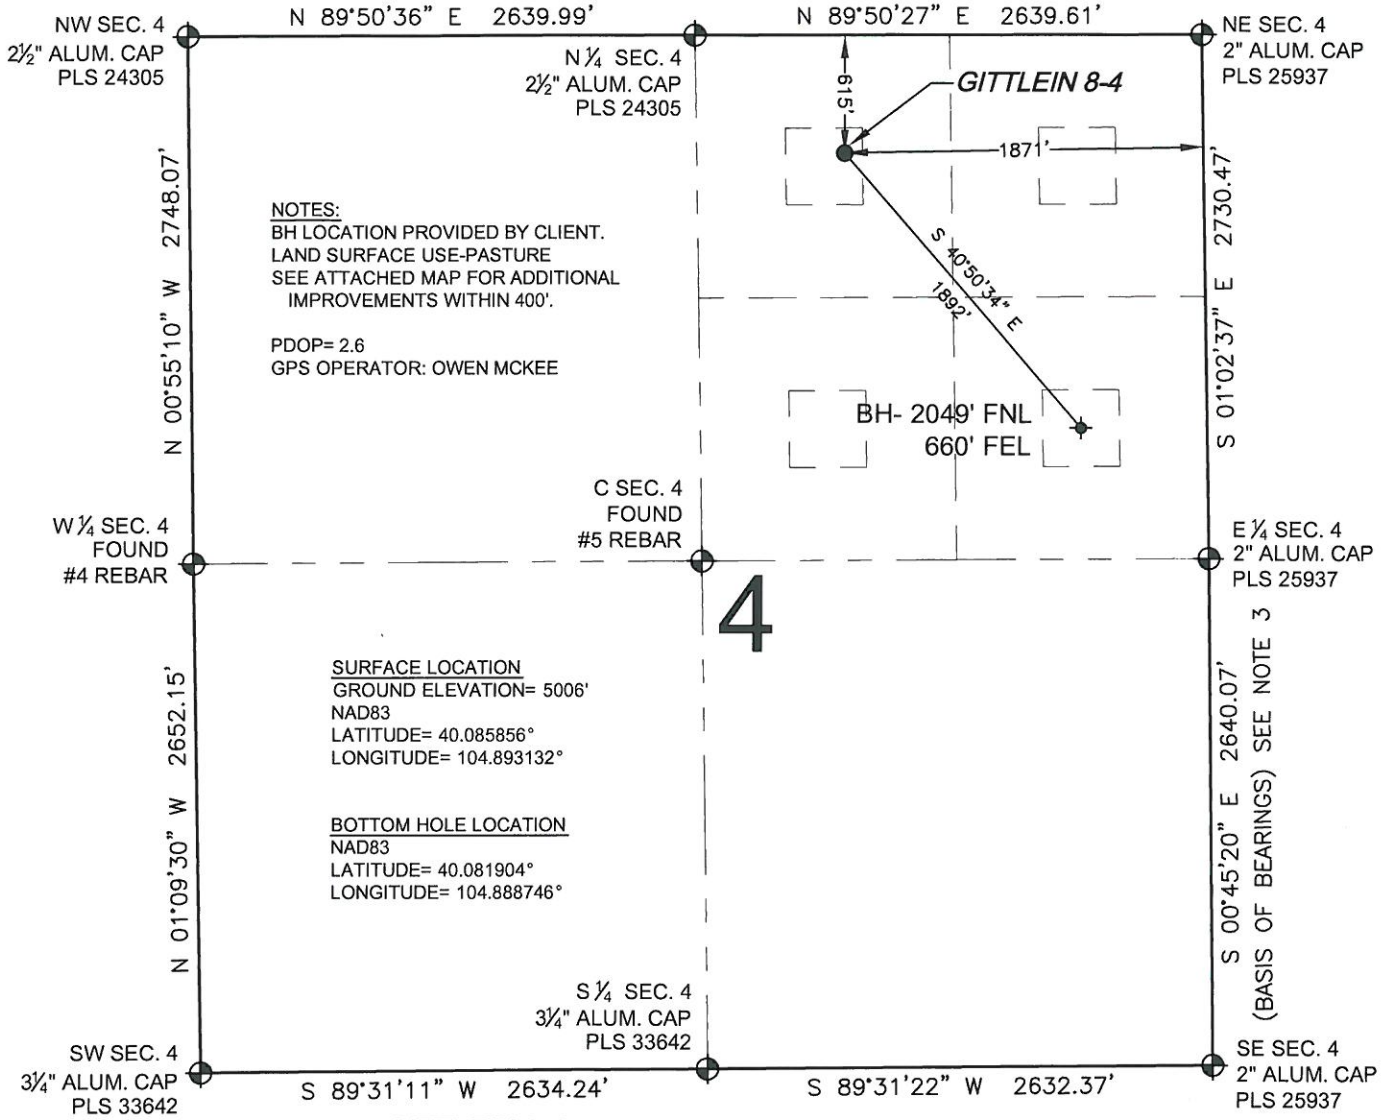 N 89°50'36" E 2639.99'
N 89°50'27" E 2639.61'
NW SEC. 4
2½" ALUM. CAP
PLS 24305
N ¼ SEC. 4
2½" ALUM. CAP
PLS 24305
NE SEC. 4
2" ALUM. CAP
PLS 25937
GITTLEIN 8-4
615'
1871'
N 00°55'10" W 2748.07'
NOTES:
BH LOCATION PROVIDED BY CLIENT.
LAND SURFACE USE-PASTURE
SEE ATTACHED MAP FOR ADDITIONAL
IMPROVEMENTS WITHIN 400'.
PDOP= 2.6
GPS OPERATOR: OWEN MCKEE
S 40°50'34" E
1892'
S 01°02'37" E 2730.47'
BH- 2049' FNL
660' FEL
W ¼ SEC. 4
FOUND
#4 REBAR
C SEC. 4
FOUND
#5 REBAR
E ¼ SEC. 4
2" ALUM. CAP
PLS 25937
4
N 01°09'30" W 2652.15'
SURFACE LOCATION
GROUND ELEVATION= 5006'
NAD83
LATITUDE= 40.085856°
LONGITUDE= 104.893132°
BOTTOM HOLE LOCATION
NAD83
LATITUDE= 40.081904°
LONGITUDE= 104.888746°
S 00°45'20" E 2640.07'
(BASIS OF BEARINGS) SEE NOTE 3
SW SEC. 4
3¼" ALUM. CAP
PLS 33642
S ¼ SEC. 4
3¼" ALUM. CAP
PLS 33642
SE SEC. 4
2" ALUM. CAP
PLS 25937
S 89°31'11" W 2634.24'
S 89°31'22" W 2632.37'